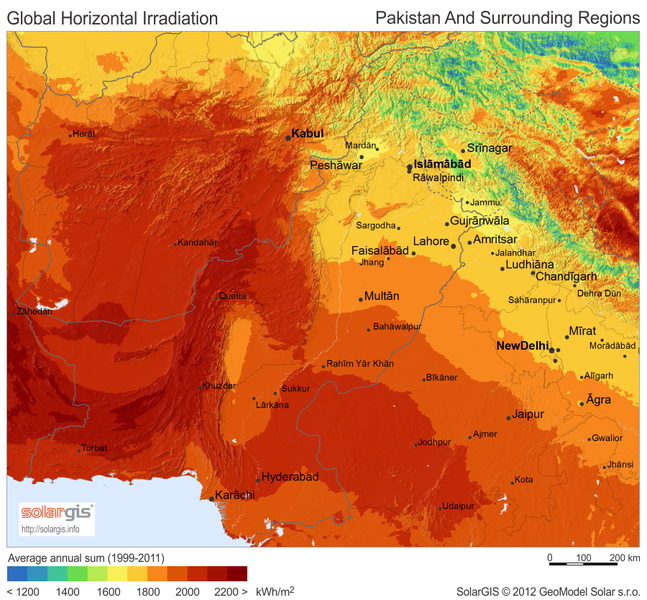 Global Horizontal Irradiation
Pakistan And Surrounding Regions
Herāt
Kabul
Mardān
Peshāwar
Islāmābād
Rāwalpindi
Srīnagar
Jammu
Sargodha
Gujrānwāla
Kandahār
Faisalābād
Lahore
Amritsar
Jhang
Jalandhar
Ludhiāna
Chandīgarh
Dehra Dūn
Quetta
Multān
Sahāranpur
Zāhedān
Bahāwalpur
Mīrat
NewDelhi
Morādābād
Rahīm Yār Khān
Bīkāner
Alīgarh
Khuzdar
Sukkur
Lārkāna
Āgra
Jaipur
Turbat
Jodhpur
Ajmer
Gwalior
Jhānsi
Hyderabad
Kota
Karāchi
Udaipur
solargis
http://solargis.info
Average annual sum (1999-2011)
0 100 200 km
< 1200 1400 1600 1800 2000 2200 > kWh/m²
SolarGIS © 2012 GeoModel Solar s.r.o.